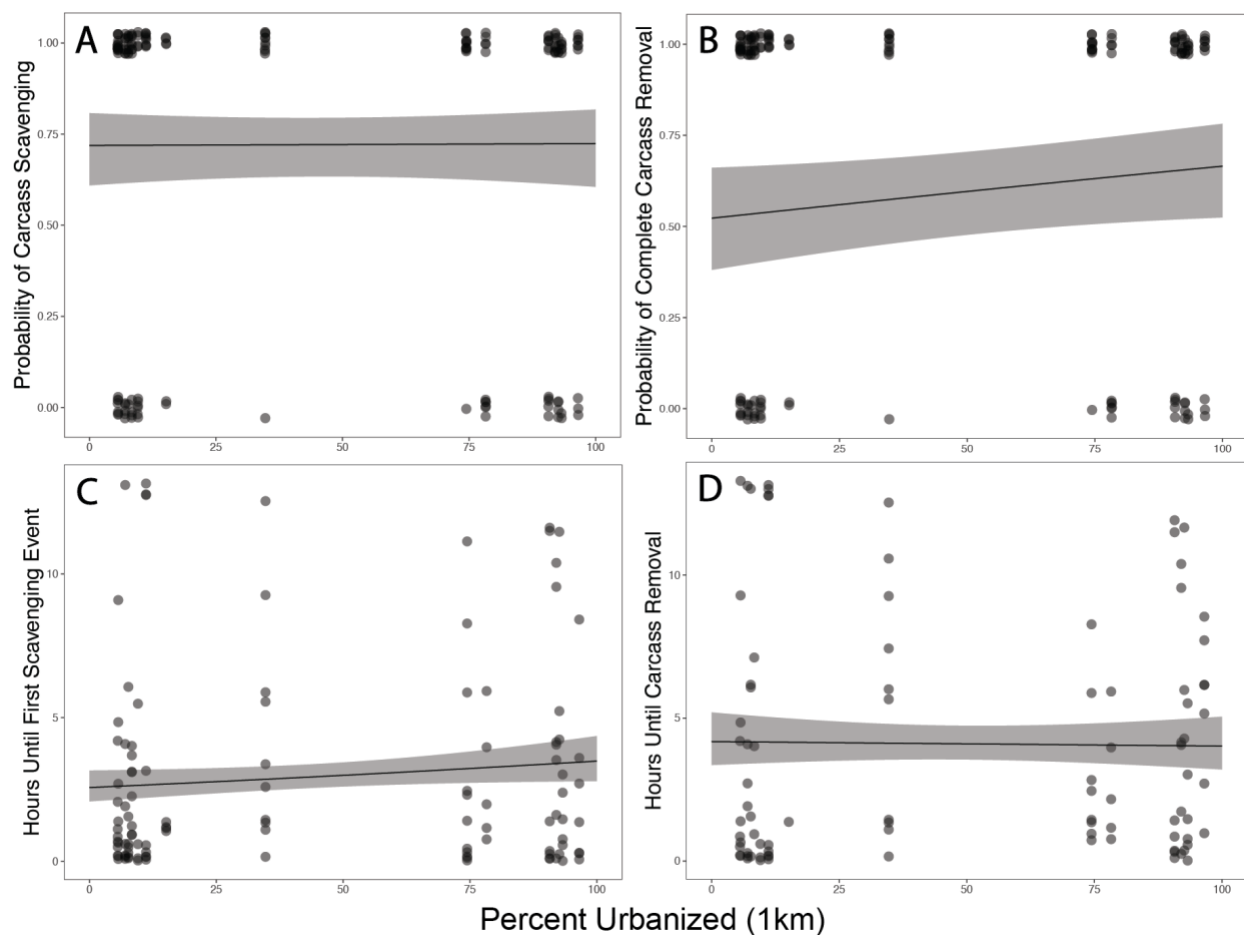 A
Probability of Carcass Scavenging
1.00
0.75
0.50
0.25
0.00
0 25 50 75 100
B
Probability of Complete Carcass Removal
1.00
0.75
0.50
0.25
0.00
0 25 50 75 100
C
Hours Until First Scavenging Event
10
5
0
0 25 50 75 100
D
Hours Until Carcass Removal
10
5
0
0 25 50 75 100
Percent Urbanized (1km)